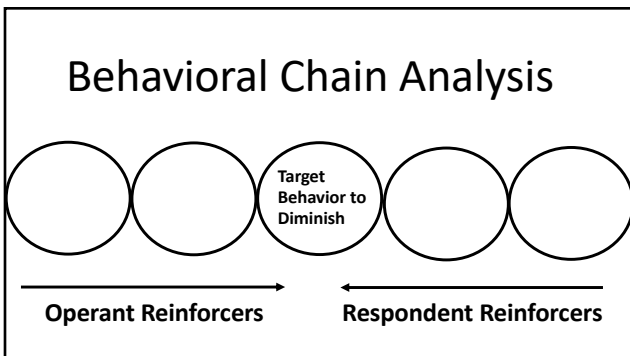 Behavioral Chain Analysis
Target
Behavior to
Diminish
Operant Reinforcers
Respondent Reinforcers